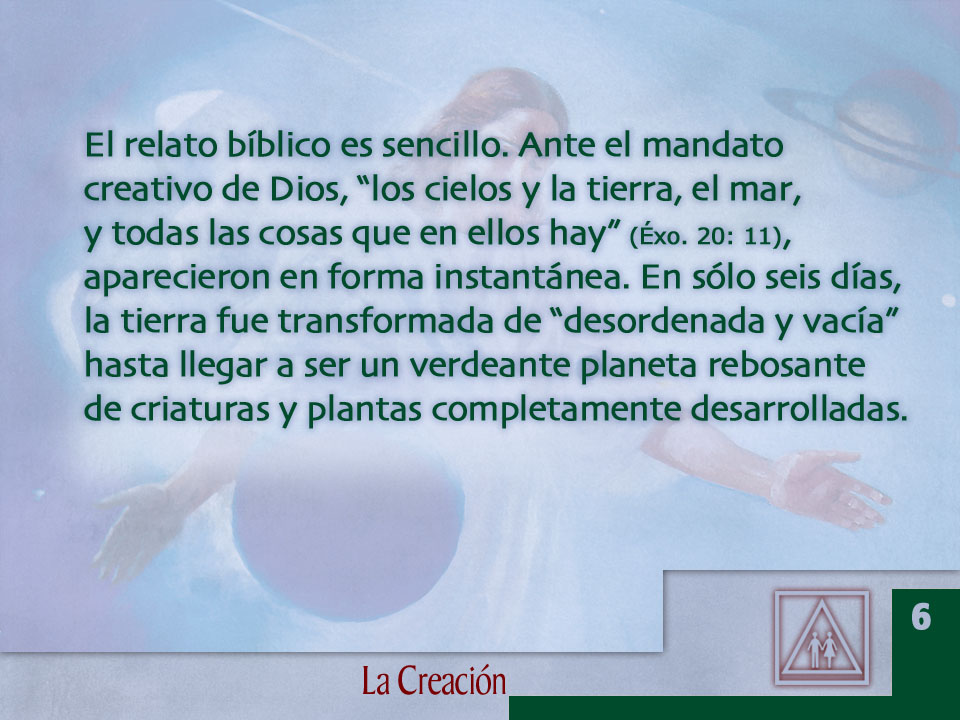 El relato bíblico es sencillo. Ante el mandato
creativo de Dios, “los cielos y la tierra, el mar,
y todas las cosas que en ellos hay” (Éxo. 20: 11),
aparecieron en forma instantánea. En sólo seis días,
la tierra fue transformada de “desordenada y vacía”
hasta llegar a ser un verdeante planeta rebosante
de criaturas y plantas completamente desarrolladas.
6
La Creación